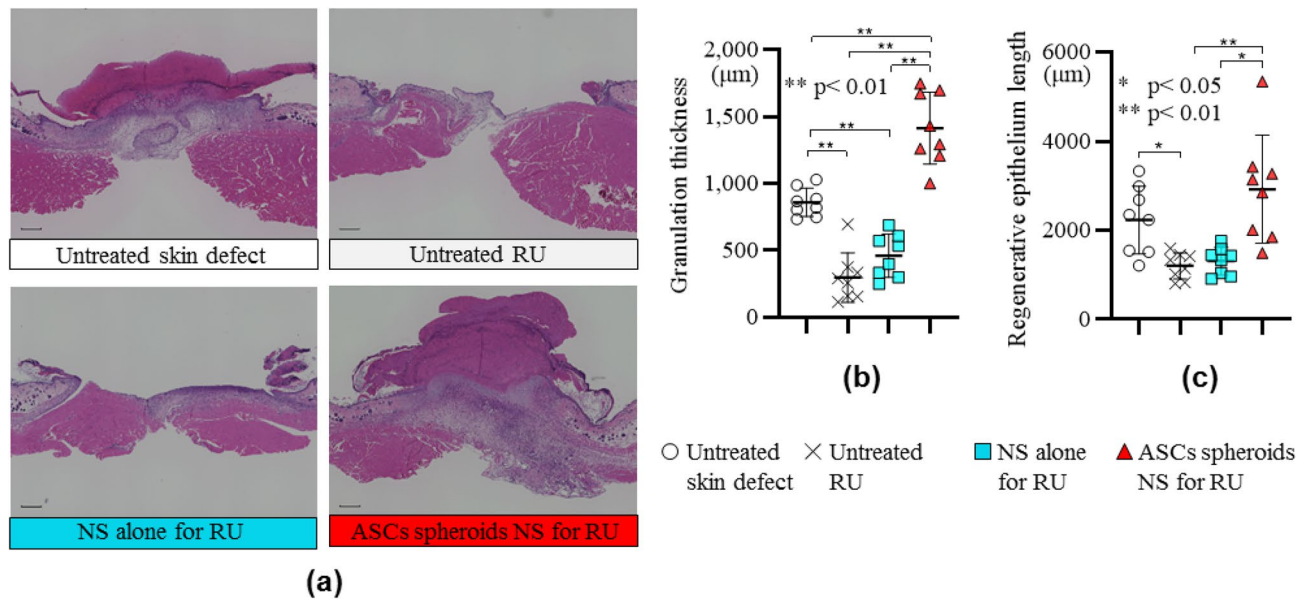 Untreated skin defect
Untreated RU
NS alone for RU
ASCs spheroids NS for RU
(a)
Granulation thickness
2,000
(μm)
1,500
1,000
500
0
** p< 0.01
**
**
**
**
**
(b)
Regenerative epithelium length
6000
(μm)
4000
2000
0
* p< 0.05
** p< 0.01
**
*
*
(c)
Untreated
skin defect
Untreated
RU
NS alone
for RU
ASCs spheroids
NS for RU